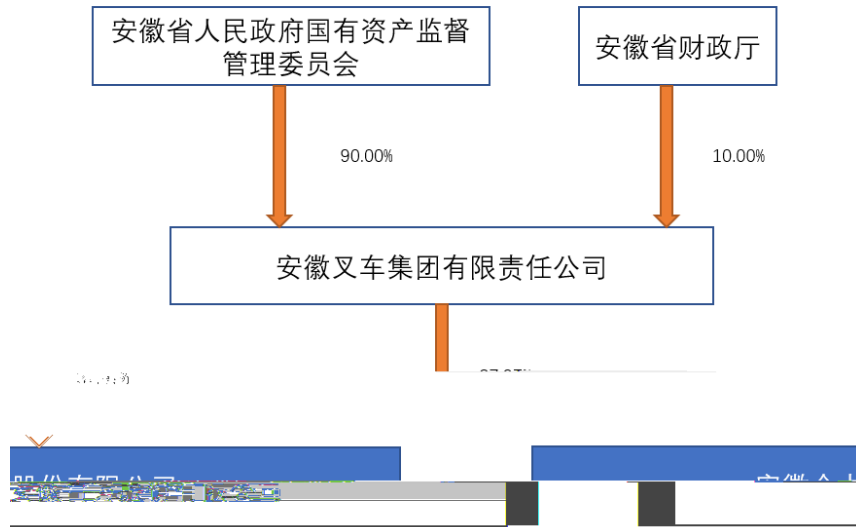 安徽省人民政府国有资产监督
管理委员会
安徽省财政厅
90.00%
10.00%
安徽叉车集团有限责任公司